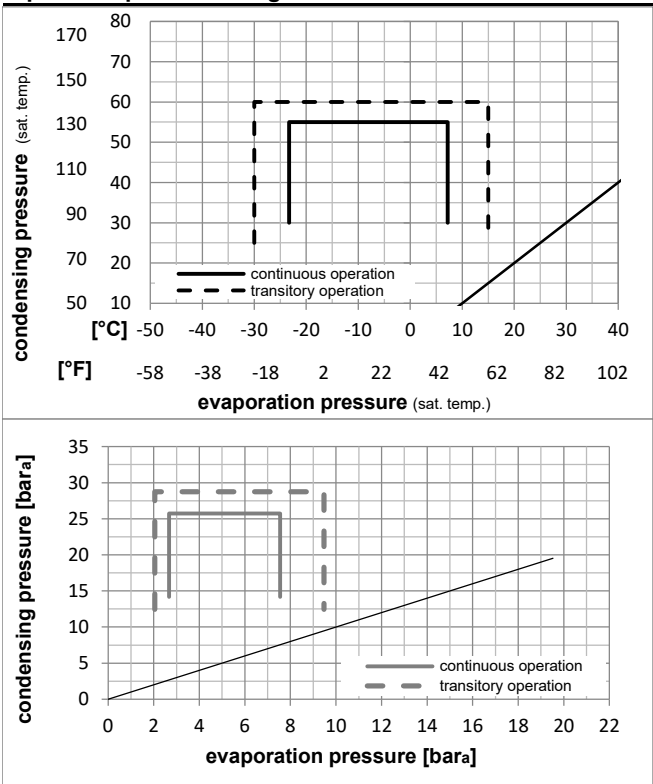 condensing pressure (sat. temp.)
80
170
70
150
60
130
50
110
40
90
30
70 20
50 10
continuous operation
transitory operation
[°C] -50 -40 -30 -20 -10 0 10 20 30 40
[°F] -58 -38 -18 2 22 42 62 82 102
evaporation pressure (sat. temp.)
condensing pressure [bara]
35
30
25
20
15
10
5
0
continuous operation
transitory operation
0 2 4 6 8 10 12 14 16 18 20 22
evaporation pressure [bara]